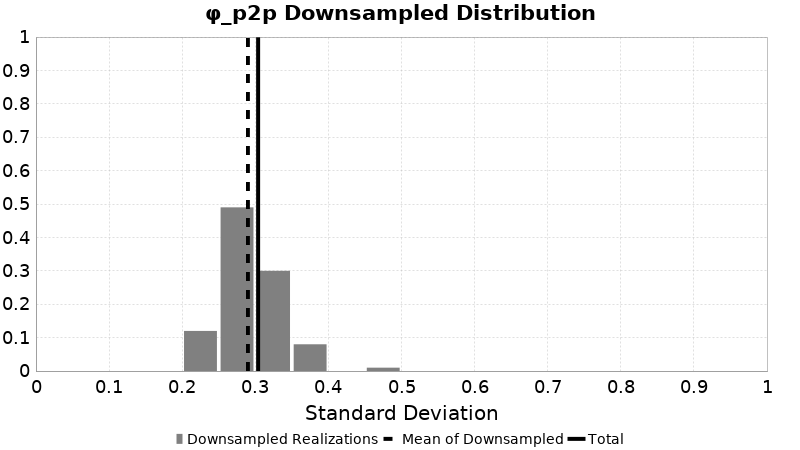 φ_p2p Downsampled Distribution
1
0.9
0.8
0.7
0.6
0.5
0.4
0.3
0.2
0.1
0
0 0.1 0.2 0.3 0.4 0.5 0.6 0.7 0.8 0.9 1
Standard Deviation
Downsampled Realizations Mean of Downsampled Total